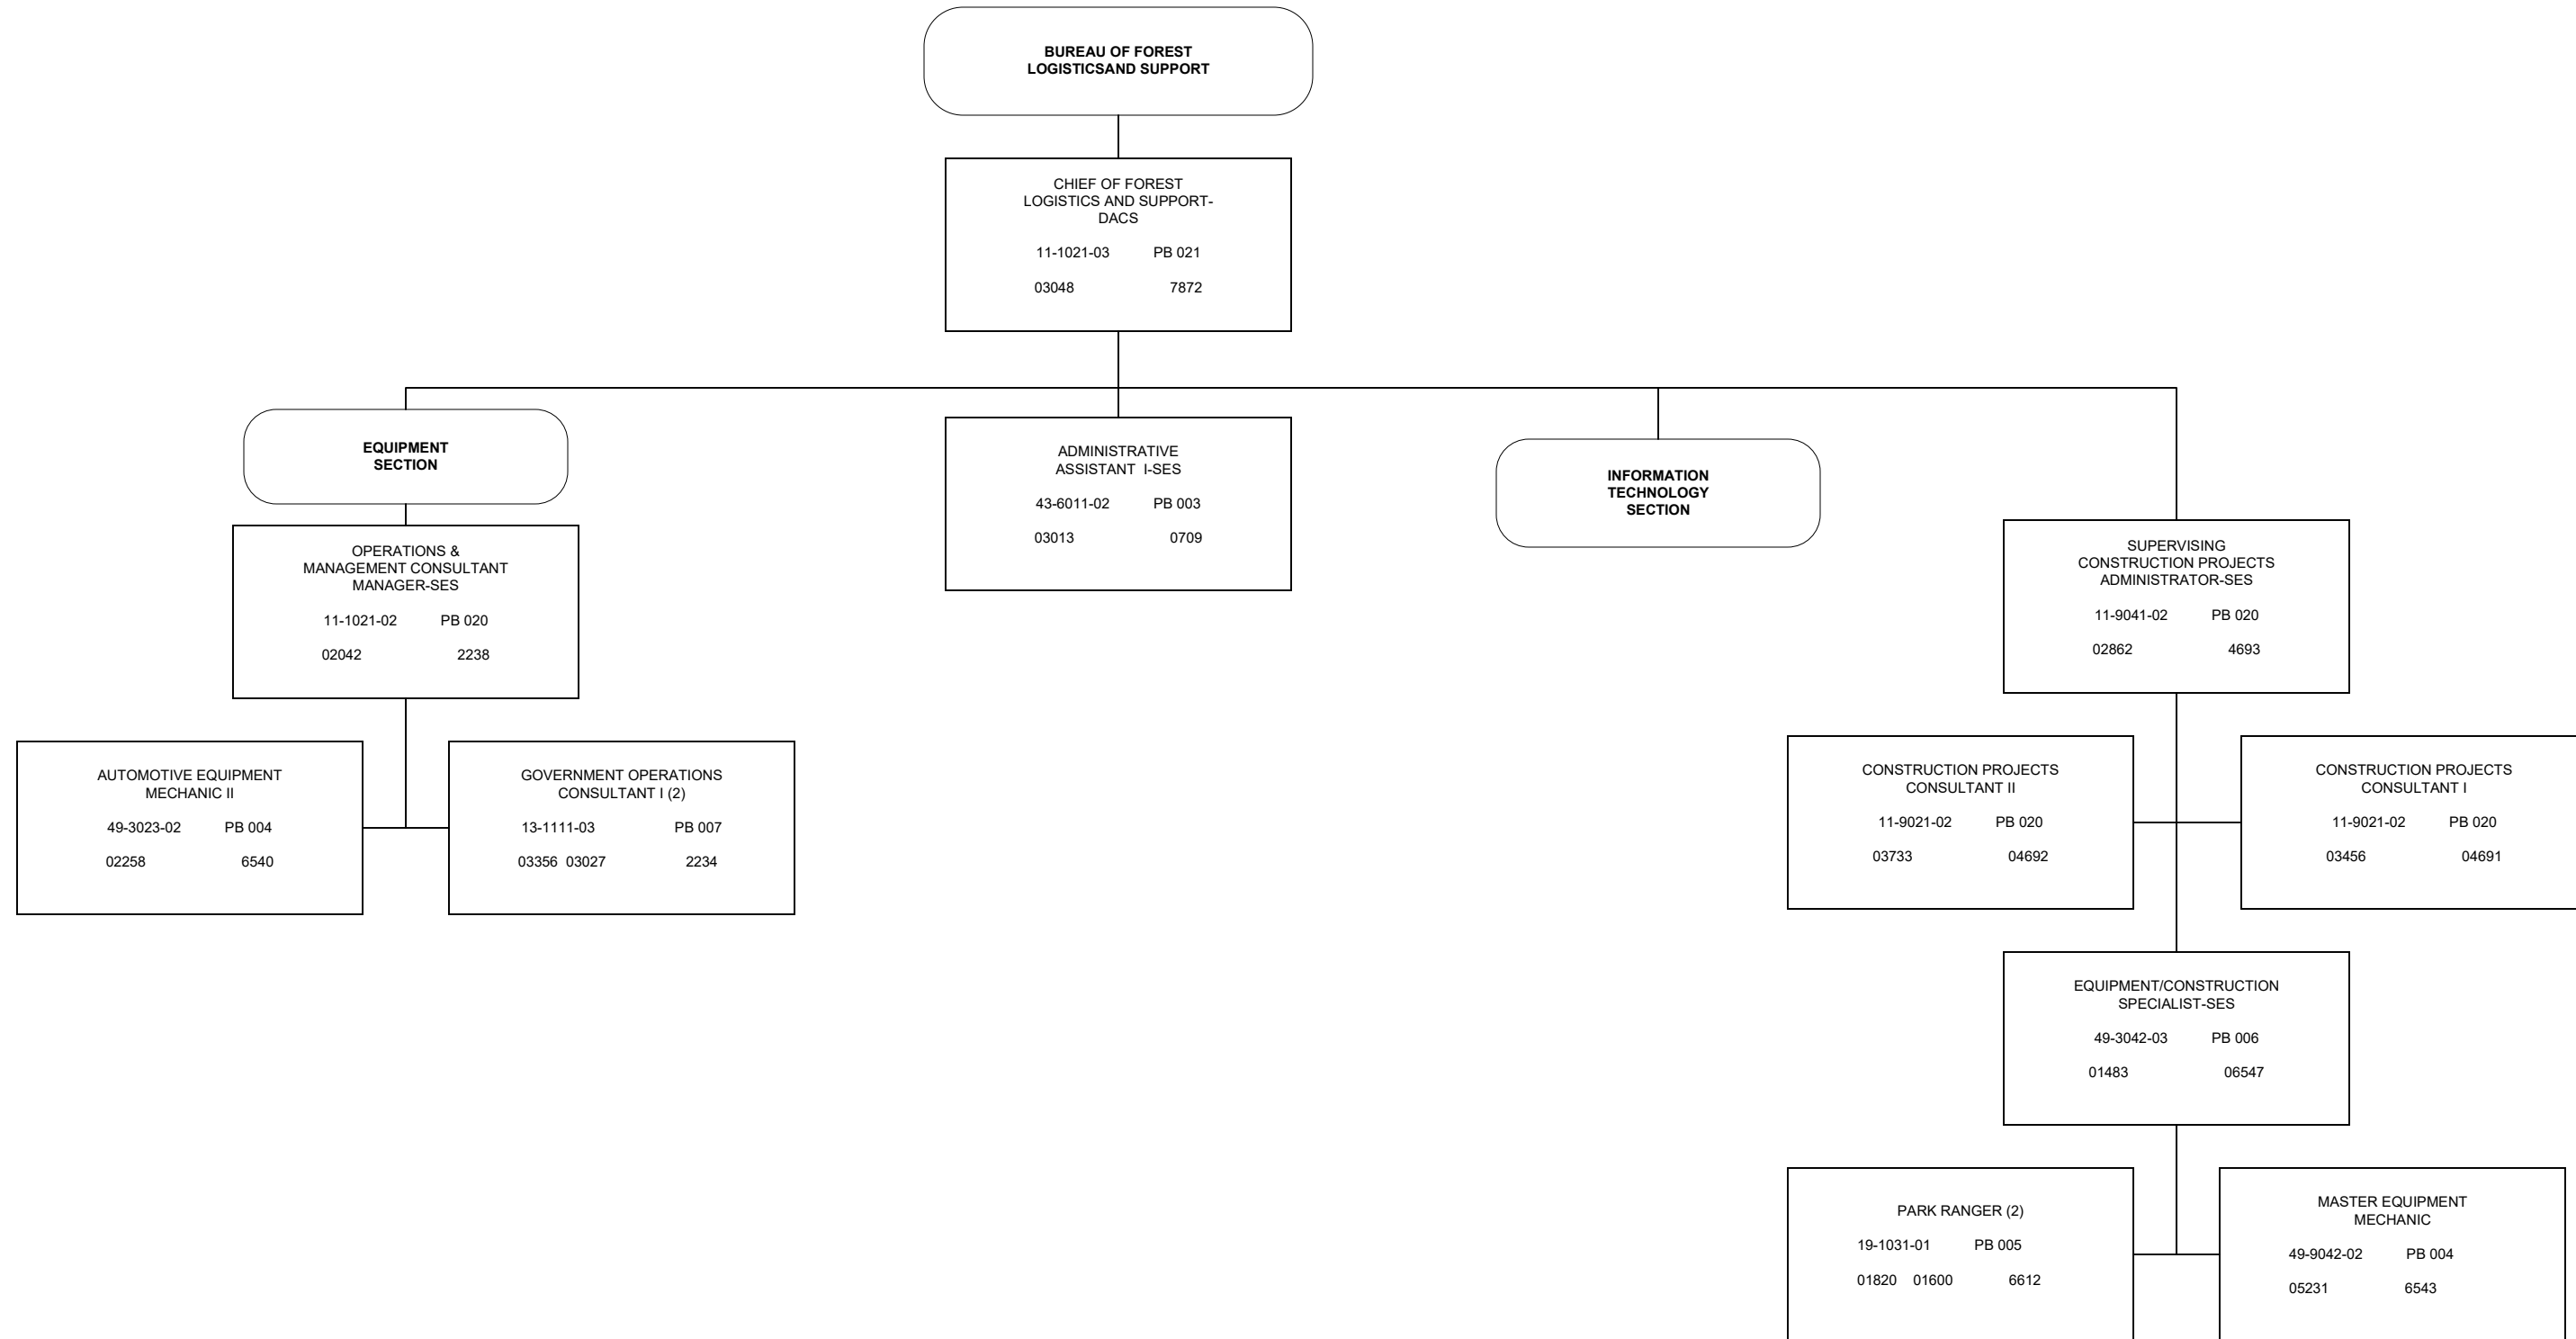 BUREAU OF FOREST
LOGISTICSAND SUPPORT
CHIEF OF FOREST
LOGISTICS AND SUPPORT-
DACS
11-1021-03 PB 021
03048 7872
EQUIPMENT
SECTION
OPERATIONS &
MANAGEMENT CONSULTANT
MANAGER-SES
11-1021-02 PB 020
02042 2238
AUTOMOTIVE EQUIPMENT
MECHANIC II
49-3023-02 PB 004
02258 6540
GOVERNMENT OPERATIONS
CONSULTANT I (2)
13-1111-03 PB 007
03356 03027 2234
ADMINISTRATIVE
ASSISTANT I-SES
43-6011-02 PB 003
03013 0709
INFORMATION
TECHNOLOGY
SECTION
SUPERVISING
CONSTRUCTION PROJECTS
ADMINISTRATOR-SES
11-9041-02 PB 020
02862 4693
CONSTRUCTION PROJECTS
CONSULTANT II
11-9021-02 PB 020
03733 04692
CONSTRUCTION PROJECTS
CONSULTANT I
11-9021-02 PB 020
03456 04691
EQUIPMENT/CONSTRUCTION
SPECIALIST-SES
49-3042-03 PB 006
01483 06547
PARK RANGER (2)
19-1031-01 PB 005
01820 01600 6612
MASTER EQUIPMENT
MECHANIC
49-9042-02 PB 004
05231 6543